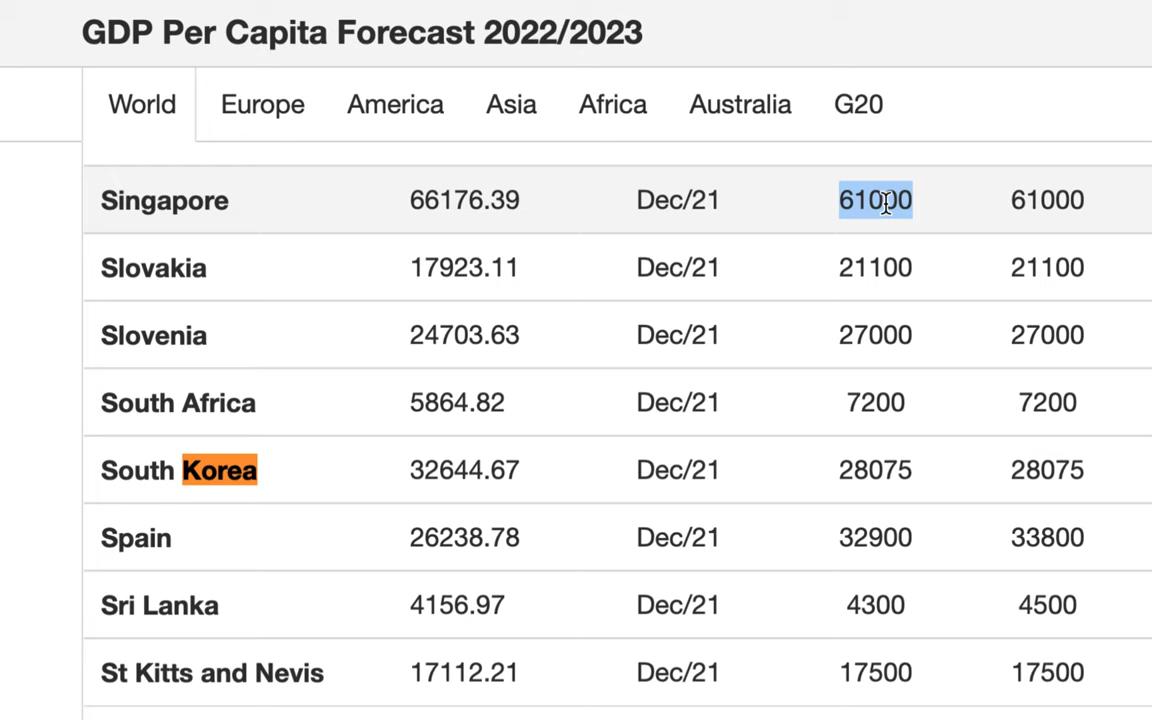 GDP Per Capita Forecast 2022/2023
World Europe America Asia Africa Australia G20
Singapore 66176.39 Dec/21 61000 61000
Slovakia 17923.11 Dec/21 21100 21100
Slovenia 24703.63 Dec/21 27000 27000
South Africa 5864.82 Dec/21 7200 7200
South Korea 32644.67 Dec/21 28075 28075
Spain 26238.78 Dec/21 32900 33800
Sri Lanka 4156.97 Dec/21 4300 4500
St Kitts and Nevis 17112.21 Dec/21 17500 17500